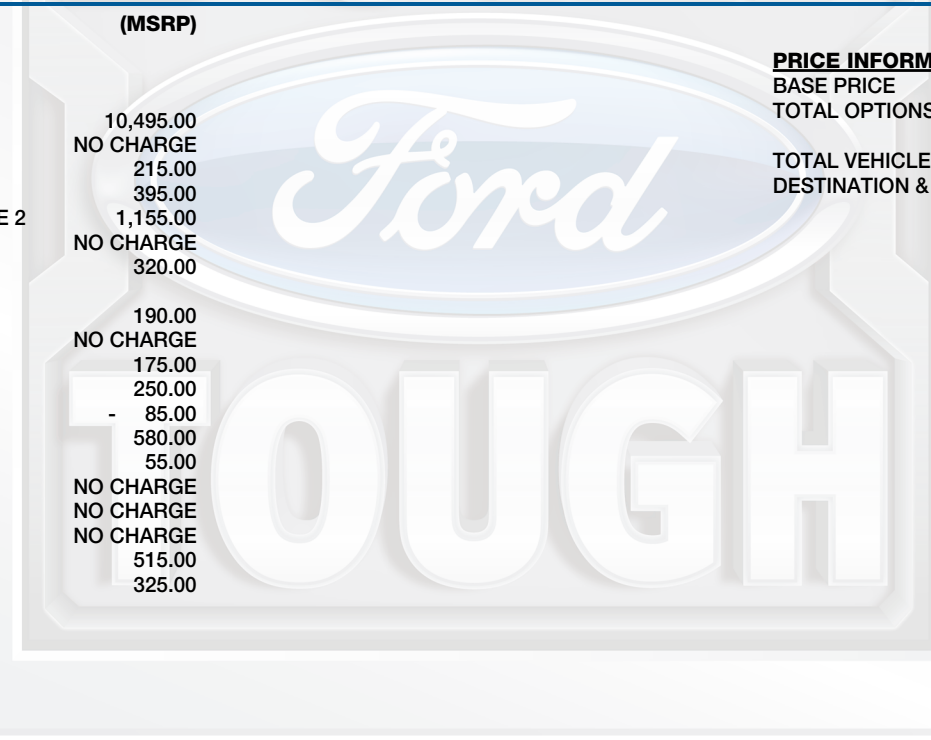 (MSRP)
10,495.00
NO CHARGE
215.00
395.00
E 2 1,155.00
NO CHARGE
320.00
190.00
NO CHARGE
175.00
250.00
- 85.00
580.00
55.00
NO CHARGE
NO CHARGE
NO CHARGE
515.00
325.00
PRICE INFORM
BASE PRICE
TOTAL OPTIONS
TOTAL VEHICLE
DESTINATION &
Ford
TOUGH